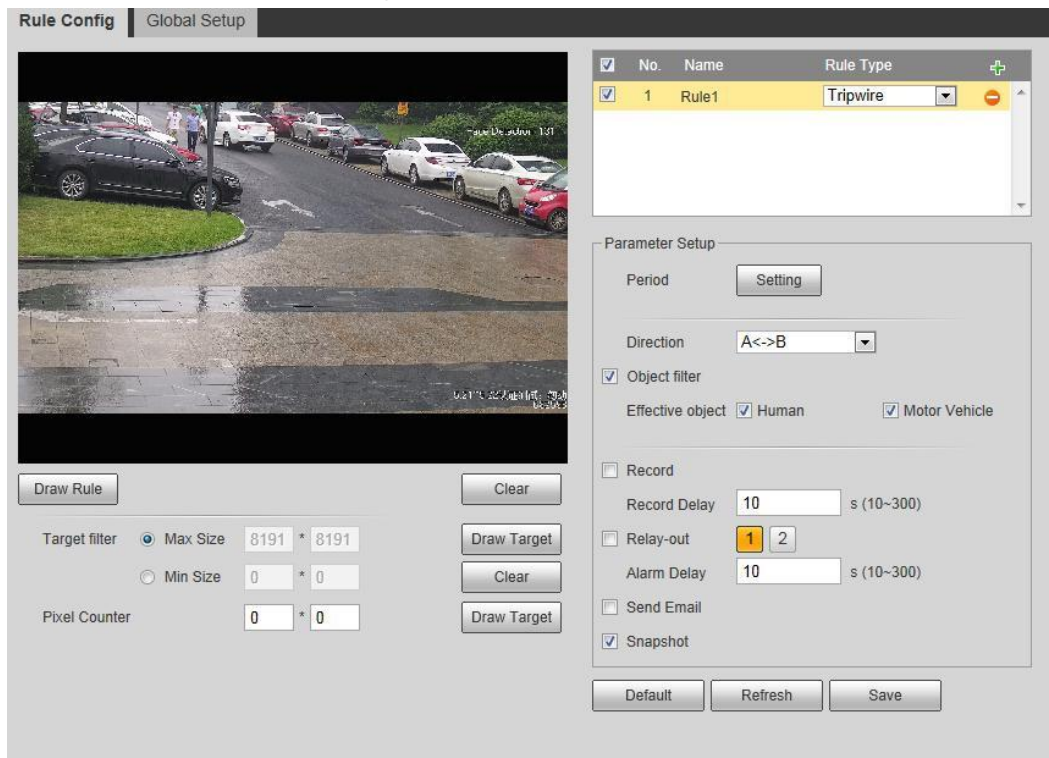 Rule Config Global Setup
No. Name Rule Type
1 Rule1 Tripwire
Face Detection 131
Parameter Setup
Period Setting
Direction A<->B
Object filter
Effective object Human Motor Vehicle
Record
Record Delay 10 s (10~300)
Relay-out 1 2
Alarm Delay 10 s (10~300)
Send Email
Snapshot
Default Refresh Save
Draw Rule Clear
Target filter Max Size 8191 * 8191 Draw Target
Min Size 0 * 0 Clear
Pixel Counter 0 * 0 Draw Target